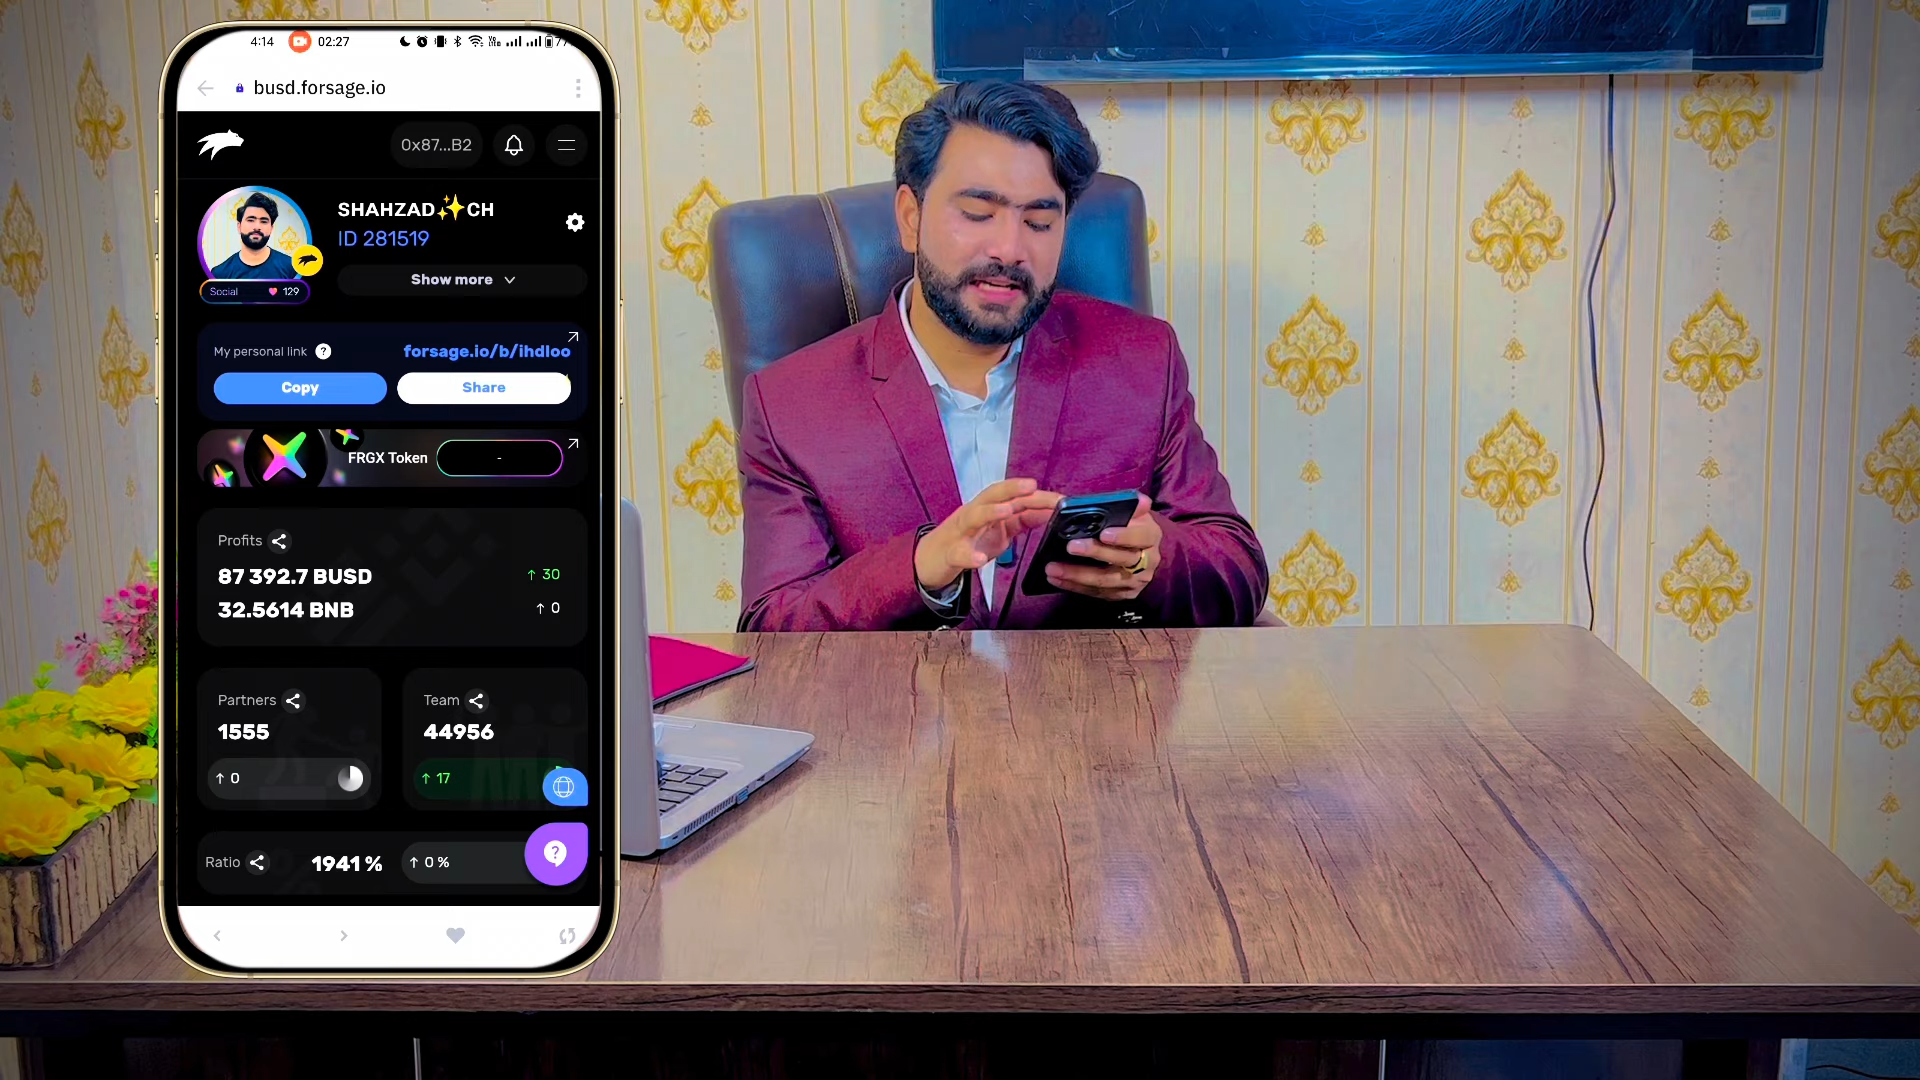 4:14 02:27
busd.forsage.io
0x87...B2
SHAHZAD✨CH
ID 281519
Social 129
Show more
My personal link ?
forsage.io/b/ihdloo
Copy Share
FRGX Token -
Profits
87 392.7 BUSD ↑ 30
32.5614 BNB ↑ 0
Partners
1555
↑ 0
Team
44956
↑ 17
Ratio 1941 % ↑ 0 %
?